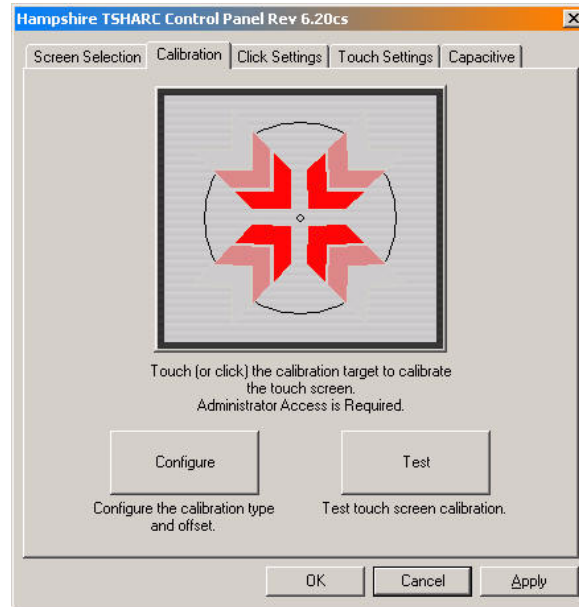 Hampshire TSHARC Control Panel Rev 6.20cs
Screen Selection
Calibration
Click Settings
Touch Settings
Capacitive
Touch (or click) the calibration target to calibrate
the touch screen.
Administrator Access is Required.
Configure
Configure the calibration type
and offset.
Test
Test touch screen calibration.
OK
Cancel
Apply